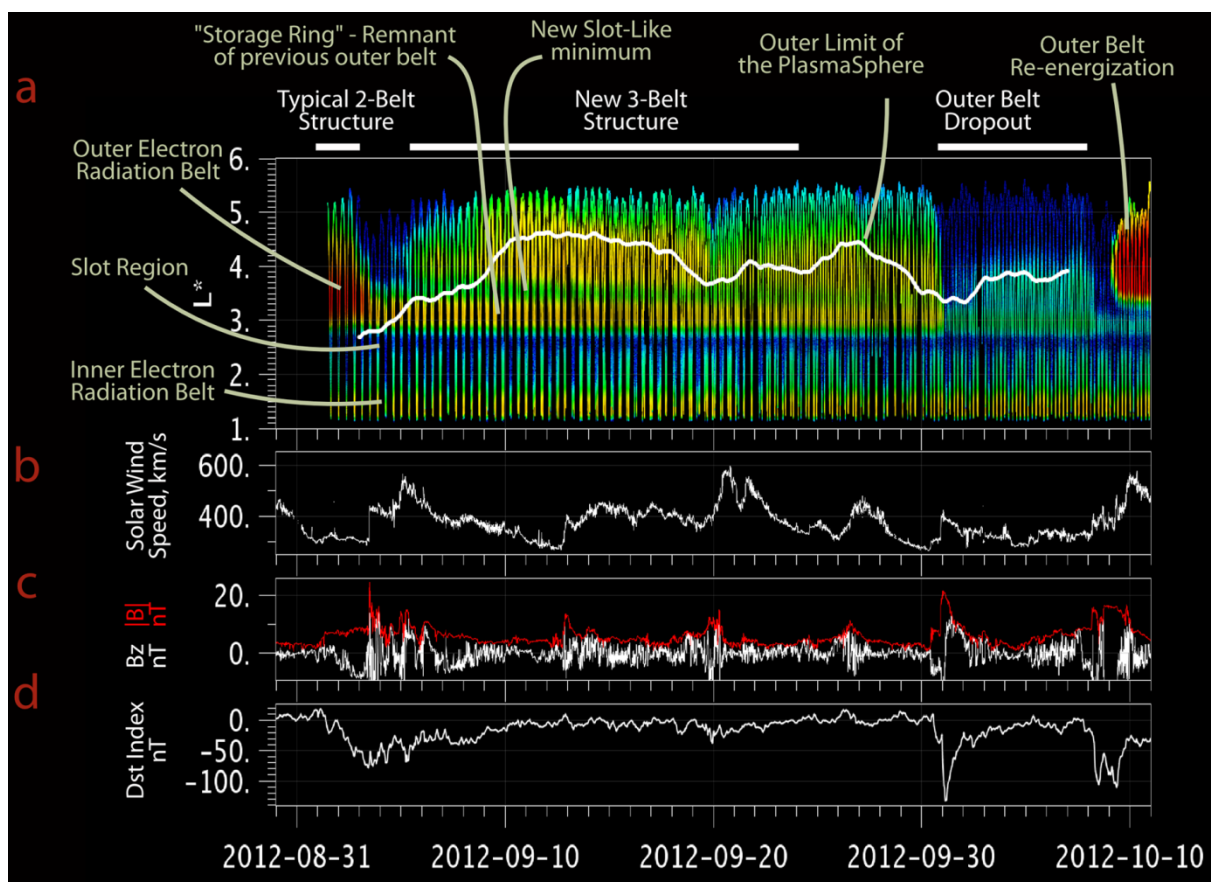 "Storage Ring" - Remnant
of previous outer belt
New Slot-Like
minimum
Outer Limit of
the PlasmaSphere
Outer Belt
Re-energization
a
Typical 2-Belt
Structure
New 3-Belt
Structure
Outer Belt
Dropout
Outer Electron
Radiation Belt
Slot Region
Inner Electron
Radiation Belt
L*
6.
5.
4.
3.
2.
1.
b
Solar Wind
Speed, km/s
600.
400.
c
|B|
nT
Bz
nT
20.
0.
d
Dst Index
nT
0.
-50.
-100.
2012-08-31
2012-09-10
2012-09-20
2012-09-30
2012-10-10